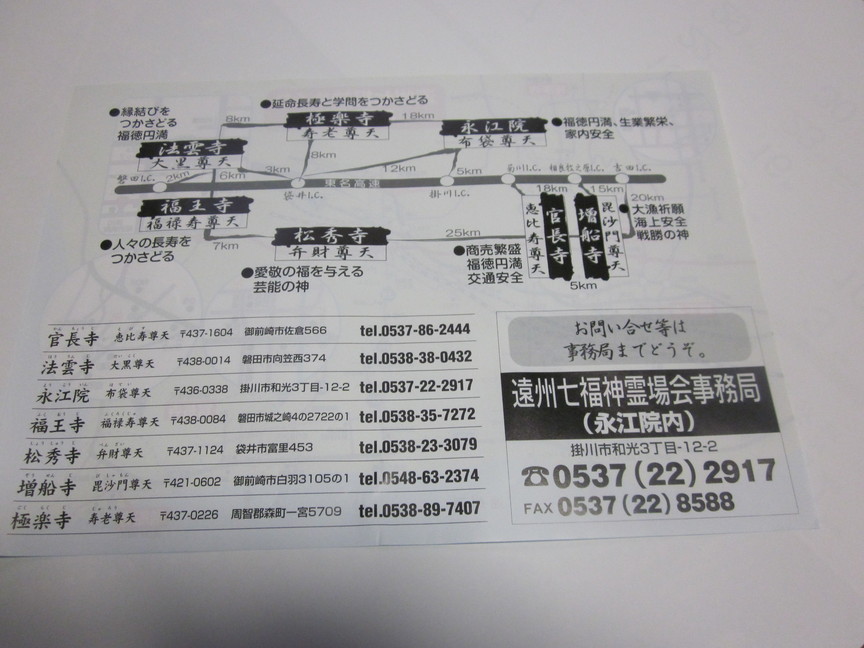 ●縁結びを
つかさどる
福徳円満
●延命長寿と学問をつかさどる
8km
極楽寺
寿老尊天
18km
永江院
布袋尊天
●福徳円満、生業繁栄、
家内安全
法雲寺
大黒尊天
8km
12km
5km
3km
磐田I.C.
2km
6km
袋井I.C.
東名高速
掛川I.C.
菊川I.C.
相良牧之原I.C.
吉田I.C.
福王寺
福禄寿尊天
7km
松秀寺
弁財尊天
25km
18km
15km
20km
恵比寿尊天
官長寺
増船寺
毘沙門尊天
5km
●大漁祈願
海上安全
戦勝の神
●人々の長寿を
つかさどる
●愛敬の福を与える
芸能の神
●商売繁盛
福徳円満
交通安全
官長寺 恵比寿尊天 〒437-1604 御前崎市佐倉566 tel.0537-86-2444
法雲寺 大黒尊天 〒438-0014 磐田市向笠西374 tel.0538-38-0432
永江院 布袋尊天 〒436-0338 掛川市和光3丁目-12-2 tel.0537-22-2917
福王寺 福禄寿尊天 〒438-0084 磐田市城之崎4の2722の1 tel.0538-35-7272
松秀寺 弁財尊天 〒437-1124 袋井市富里453 tel.0538-23-3079
増船寺 毘沙門尊天 〒421-0602 御前崎市白羽3105の1 tel.0548-63-2374
極楽寺 寿老尊天 〒437-0226 周智郡森町一宮5709 tel.0538-89-7407
お問い合せ等は
事務局までどうぞ。
遠州七福神霊場会事務局
(永江院内)
掛川市和光3丁目-12-2
☎0537(22)2917
FAX 0537(22)8588